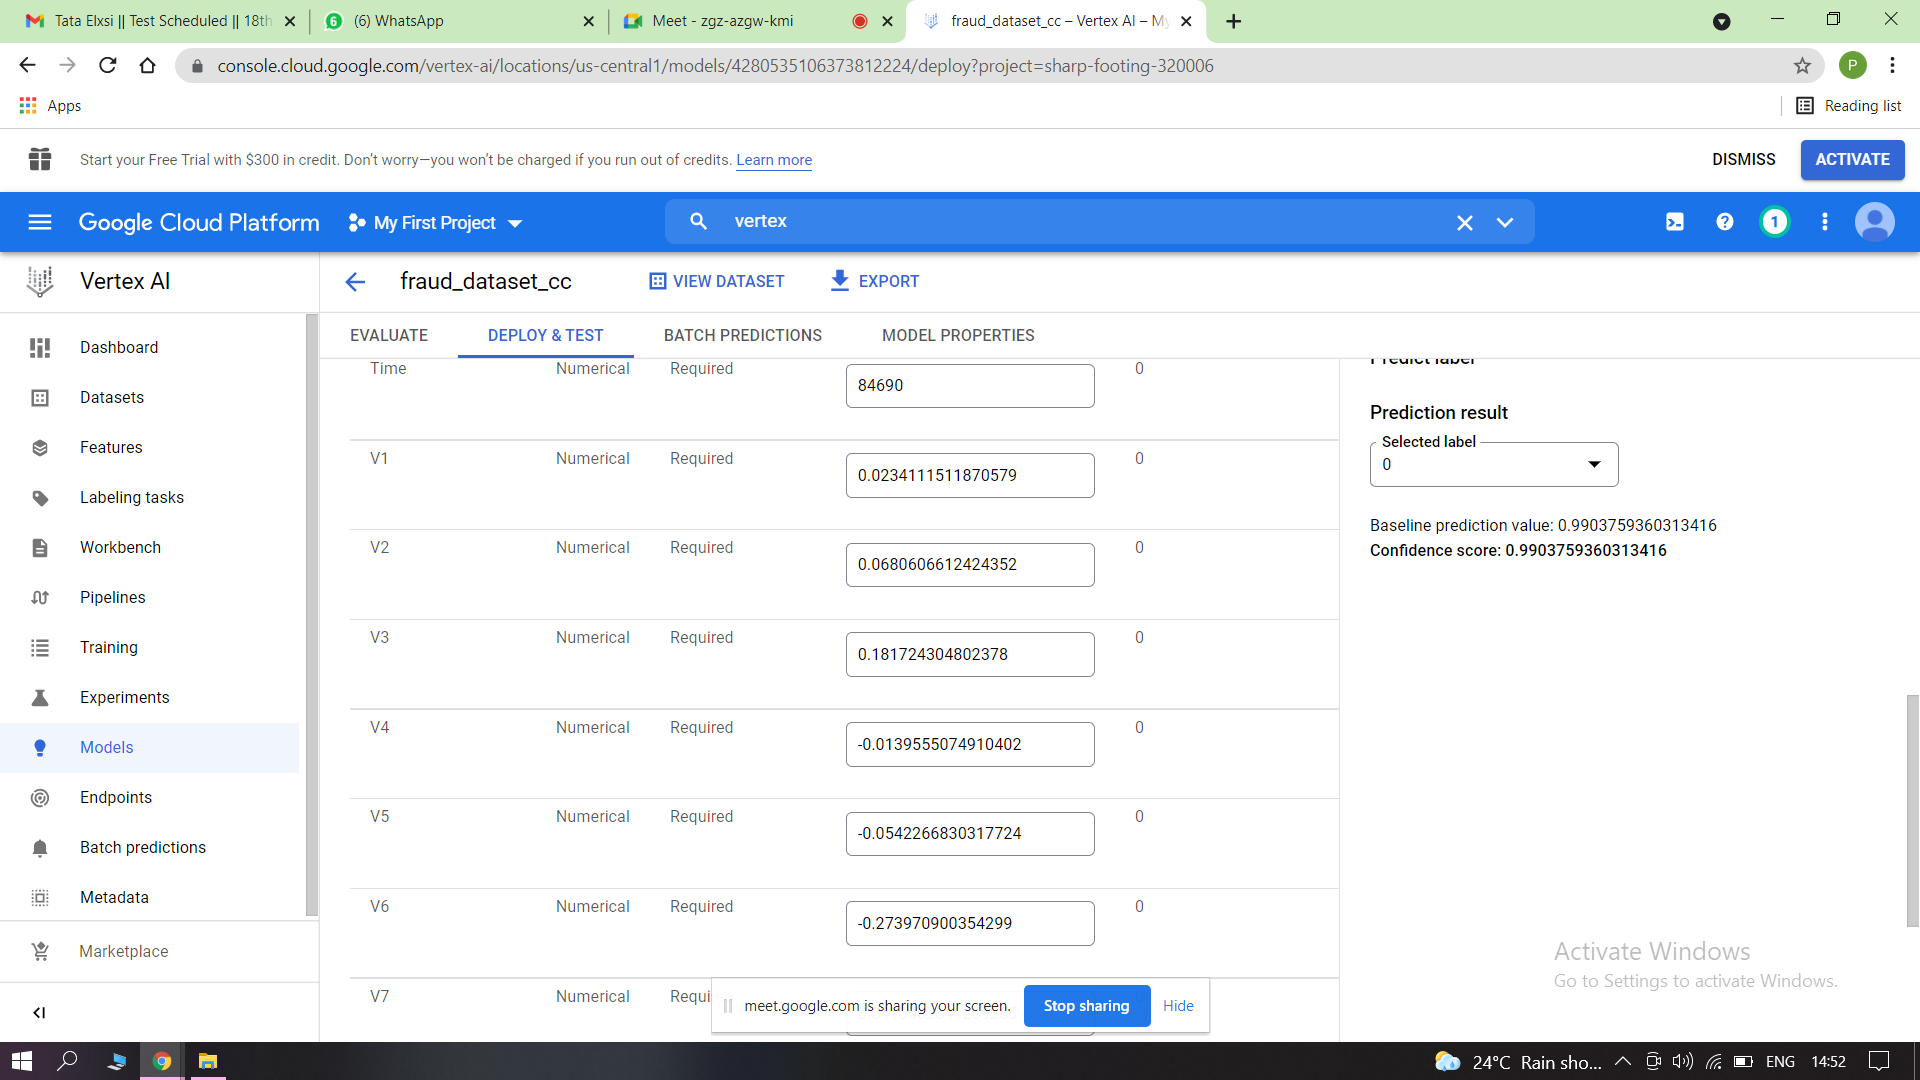 Tata Elxsi || Test Scheduled || 18th
(6) WhatsApp
Meet - zgz-azgw-kmi
fraud_dataset_cc – Vertex AI – My
console.cloud.google.com/vertex-ai/locations/us-central1/models/4280535106373812224/deploy?project=sharp-footing-320006
P
Apps
Reading list
Start your Free Trial with $300 in credit. Don't worry—you won't be charged if you run out of credits. Learn more
DISMISS
ACTIVATE
Google Cloud Platform
My First Project
vertex
1
Vertex AI
fraud_dataset_cc
VIEW DATASET
EXPORT
EVALUATE
DEPLOY & TEST
BATCH PREDICTIONS
MODEL PROPERTIES
Dashboard
Datasets
Features
Labeling tasks
Workbench
Pipelines
Training
Experiments
Models
Endpoints
Batch predictions
Metadata
Marketplace
Time Numerical Required 84690 0
V1 Numerical Required 0.0234111511870579 0
V2 Numerical Required 0.0680606612424352 0
V3 Numerical Required 0.181724304802378 0
V4 Numerical Required -0.0139555074910402 0
V5 Numerical Required -0.0542266830317724 0
V6 Numerical Required -0.273970900354299 0
V7 Numerical Requi
Predict label
Prediction result
Selected label
0
Baseline prediction value: 0.9903759360313416
Confidence score: 0.9903759360313416
Activate Windows
Go to Settings to activate Windows.
meet.google.com is sharing your screen.
Stop sharing
Hide
24°C Rain sho...
ENG
14:52